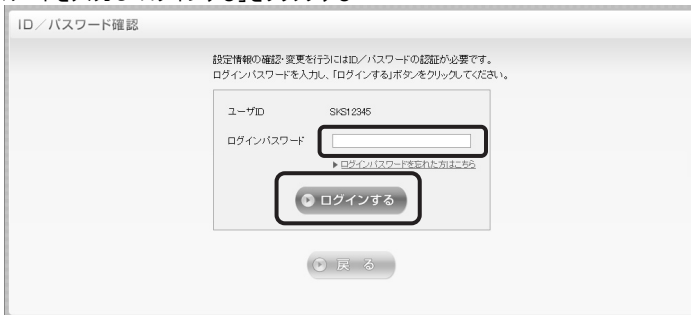 ID／パスワード確認
設定情報の確認・変更を行うにはID／パスワードの認証が必要です。
ログインパスワードを入力し、「ログインする」ボタンをクリックしてください。
ユーザID SKS12345
ログインパスワード
ログインパスワードを忘れた方はこちら
ログインする
戻る